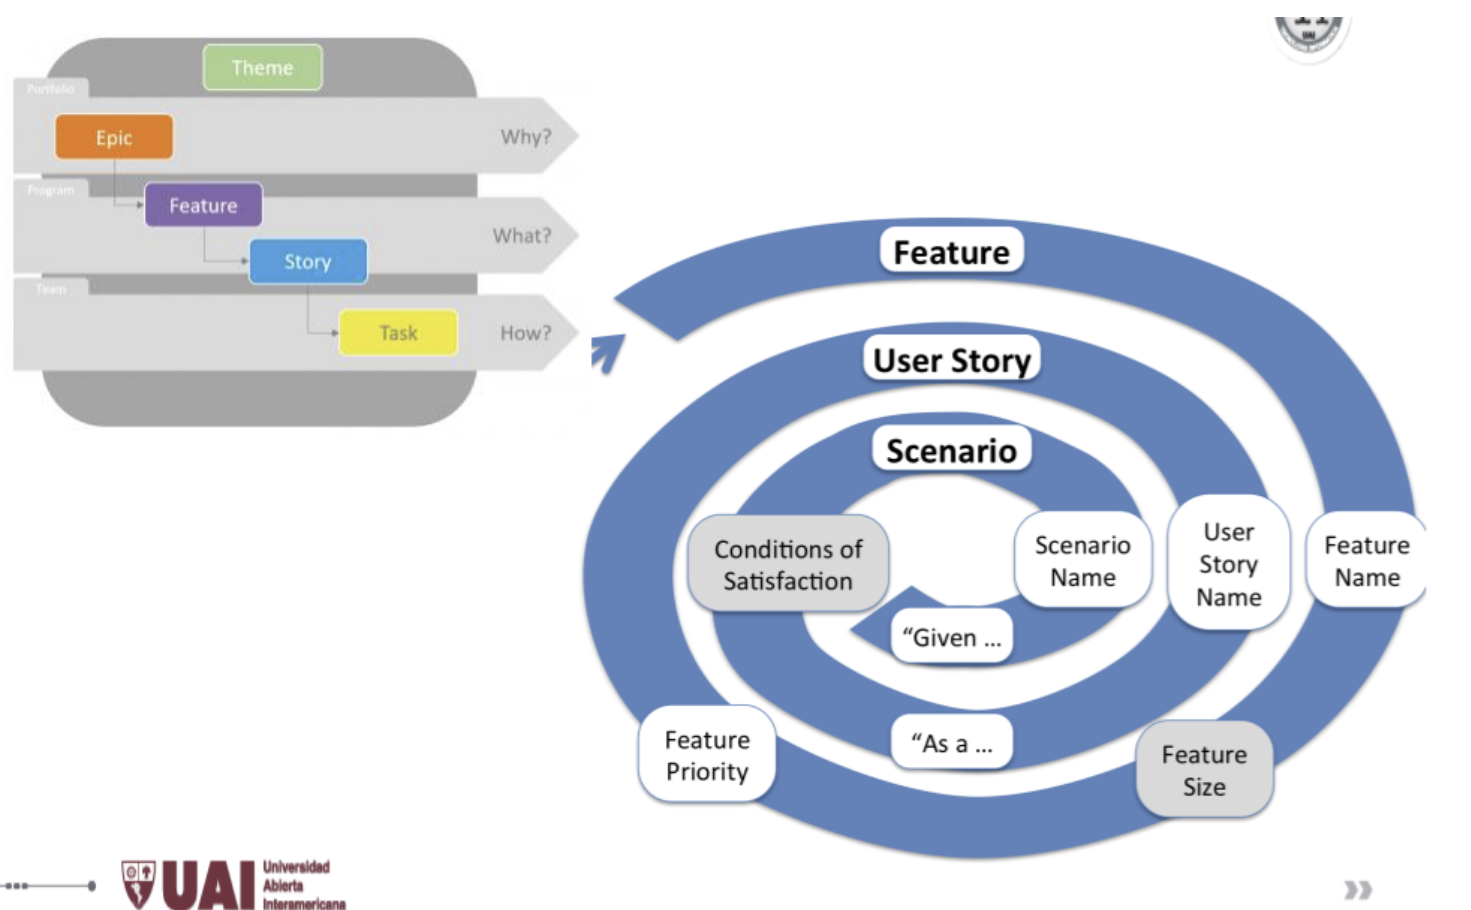 Theme
Portfolio
Epic
Why?
Program
Feature
What?
Story
Team
Task
How?
Feature
User Story
Scenario
Conditions of
Satisfaction
Scenario
Name
User
Story
Name
Feature
Name
“Given ...
“As a ...
Feature
Priority
Feature
Size
UAI
Universidad
Abierta
Interamericana